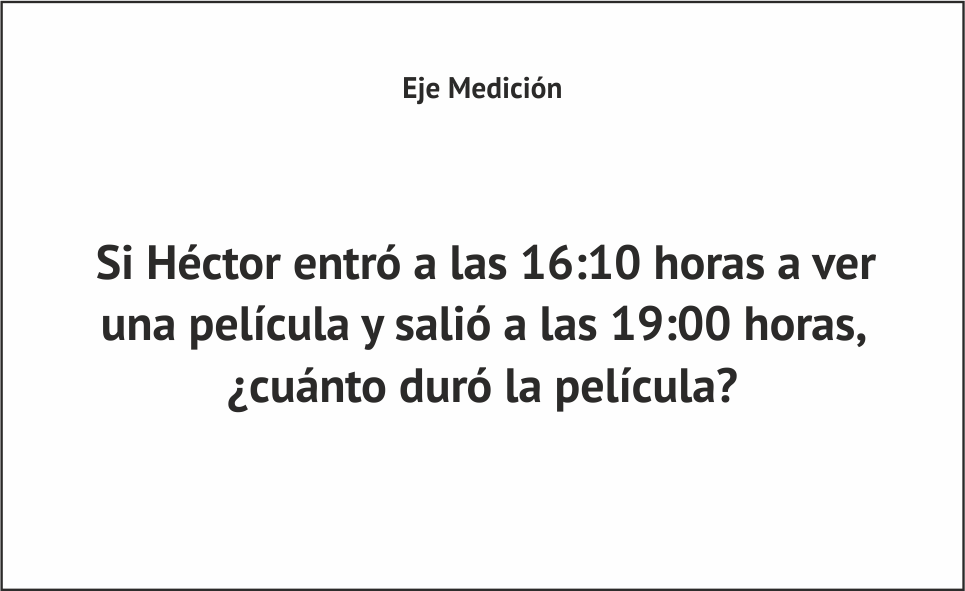 Eje Medición
Si Héctor entró a las 16:10 horas a ver
una película y salió a las 19:00 horas,
¿cuánto duró la película?